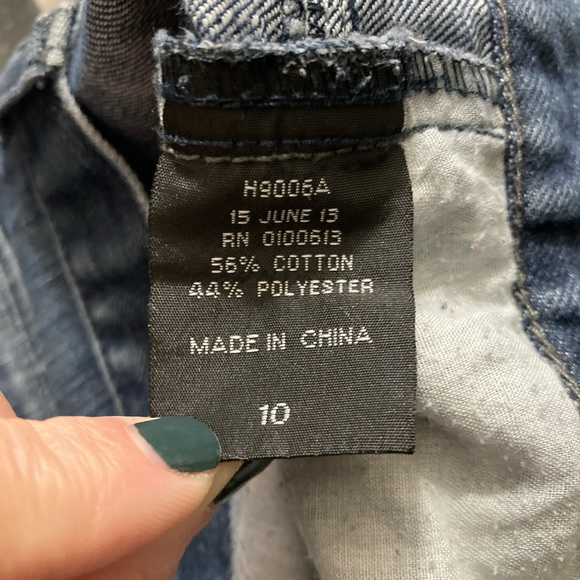 H9006A
15 JUNE 13
RN 0100613
56% COTTON
44% POLYESTER
MADE IN CHINA
10